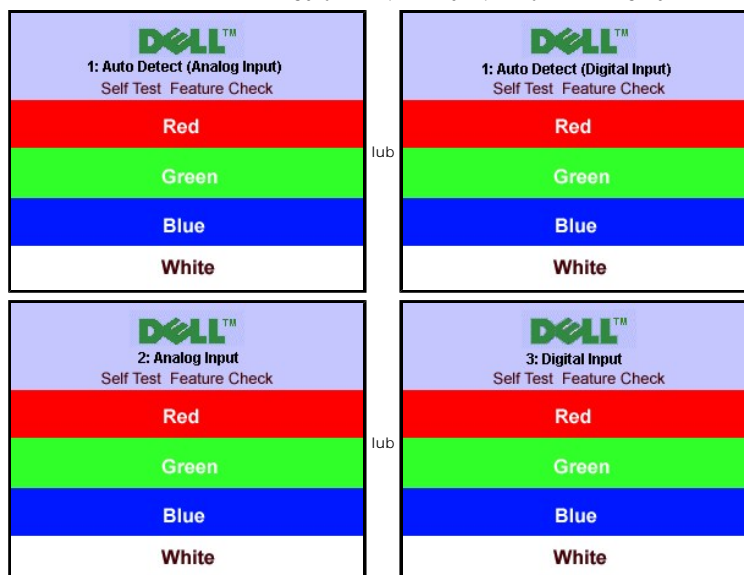 DELL™
1: Auto Detect (Analog Input)
Self Test Feature Check
Red
Green
Blue
White
lub
DELL™
1: Auto Detect (Digital Input)
Self Test Feature Check
Red
Green
Blue
White
DELL™
2: Analog Input
Self Test Feature Check
Red
Green
Blue
White
lub
DELL™
3: Digital Input
Self Test Feature Check
Red
Green
Blue
White